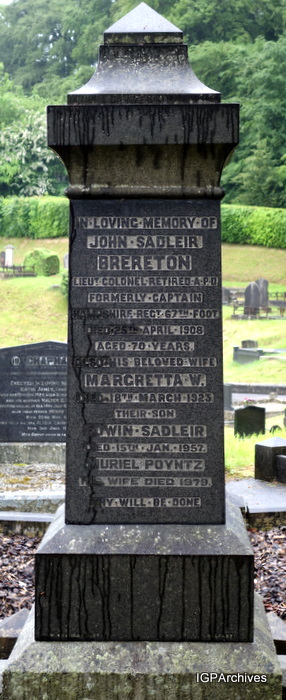 IN·LOVING·MEMORY·OF
JOHN·SADLEIR
BRERETON
LIEUT·COLONEL·RETIRED·A.P.D.
FORMERLY·CAPTAIN
HAMPSHIRE·REGT. 67TH·FOOT
DIED·25TH·APRIL·1908
AGED·70·YEARS.
ALSO·HIS·BELOVED·WIFE
MARGRETTA·W.
DIED·18TH·MARCH·1923.
THEIR·SON
EDWIN·SADLEIR
DIED·15TH·JAN·1957.
MURIEL·POYNTZ
HIS·WIFE DIED·1979.
THY·WILL·BE·DONE
CHAPMAN
IGPArchives